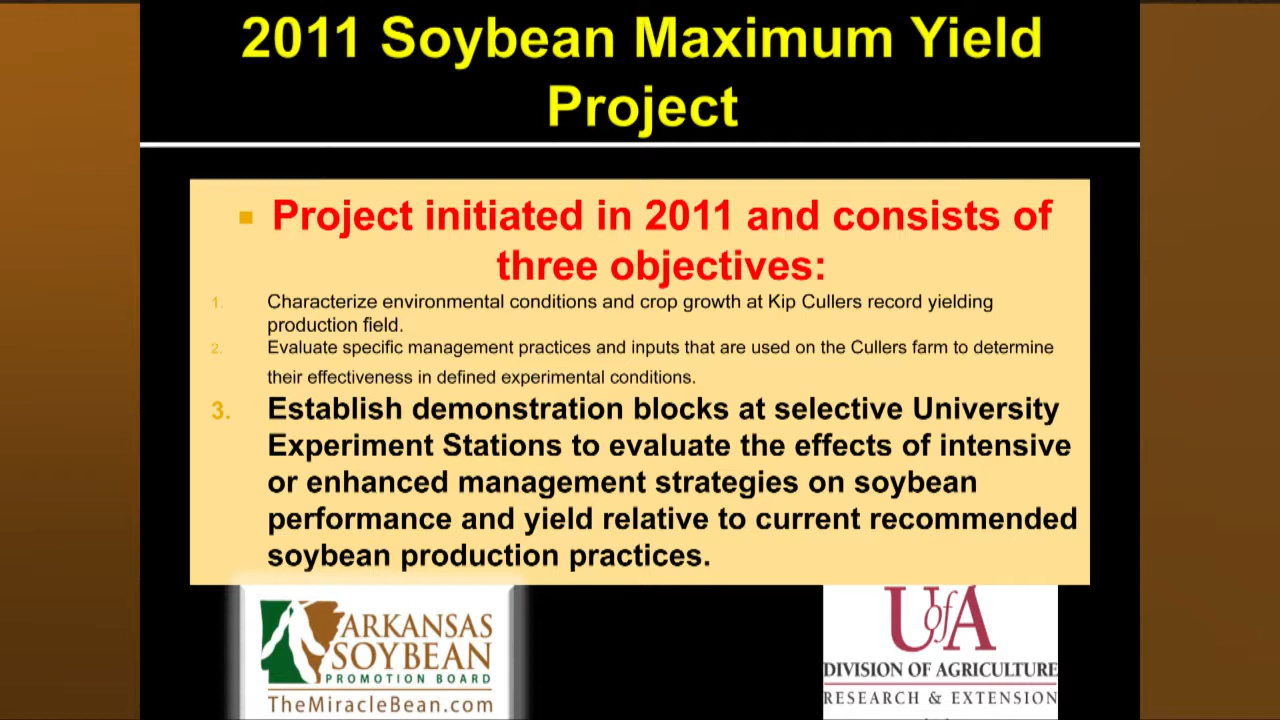 2011 Soybean Maximum Yield
Project
Project initiated in 2011 and consists of
three objectives:
1. Characterize environmental conditions and crop growth at Kip Cullers record yielding
production field.
2. Evaluate specific management practices and inputs that are used on the Cullers farm to determine
their effectiveness in defined experimental conditions.
3. Establish demonstration blocks at selective University
Experiment Stations to evaluate the effects of intensive
or enhanced management strategies on soybean
performance and yield relative to current recommended
soybean production practices.
ARKANSAS
SOYBEAN
PROMOTION BOARD
TheMiracleBean.com
UofA
DIVISION OF AGRICULTURE
RESEARCH & EXTENSION